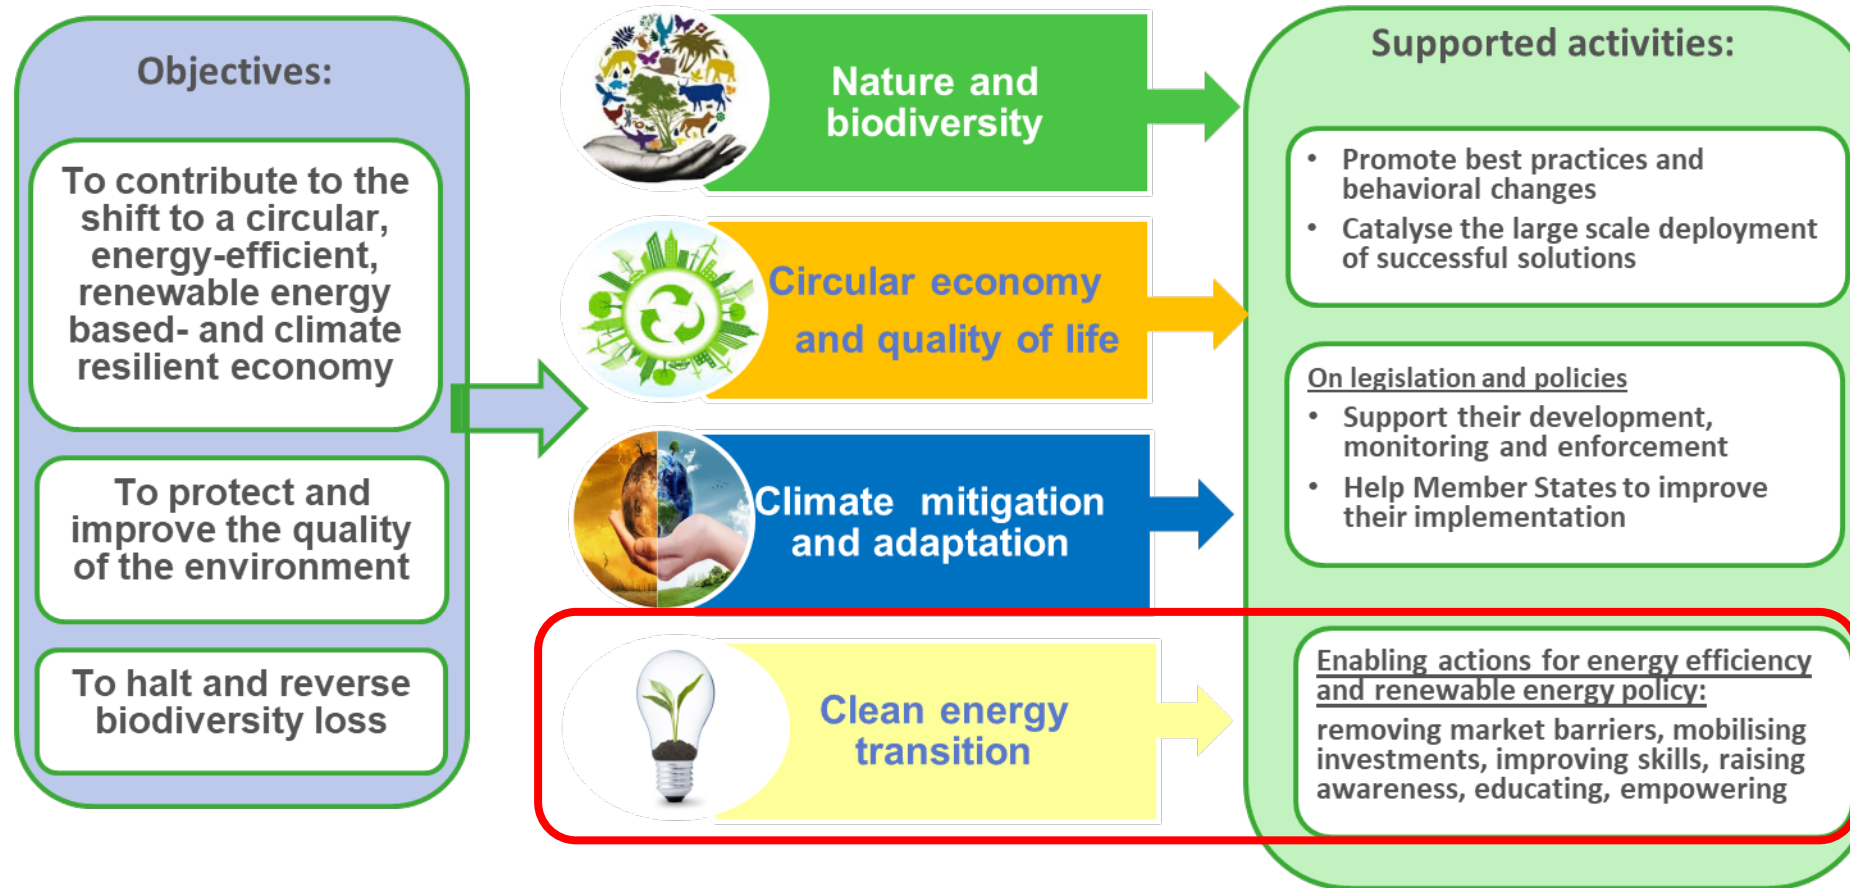 Objectives:
To contribute to the
shift to a circular,
energy-efficient,
renewable energy
based- and climate
resilient economy
To protect and
improve the quality
of the environment
To halt and reverse
biodiversity loss
Nature and
biodiversity
Circular economy
and quality of life
Climate mitigation
and adaptation
Clean energy
transition
Supported activities:
• Promote best practices and
behavioral changes
• Catalyse the large scale deployment
of successful solutions
On legislation and policies
• Support their development,
monitoring and enforcement
• Help Member States to improve
their implementation
Enabling actions for energy efficiency
and renewable energy policy:
removing market barriers, mobilising
investments, improving skills, raising
awareness, educating, empowering